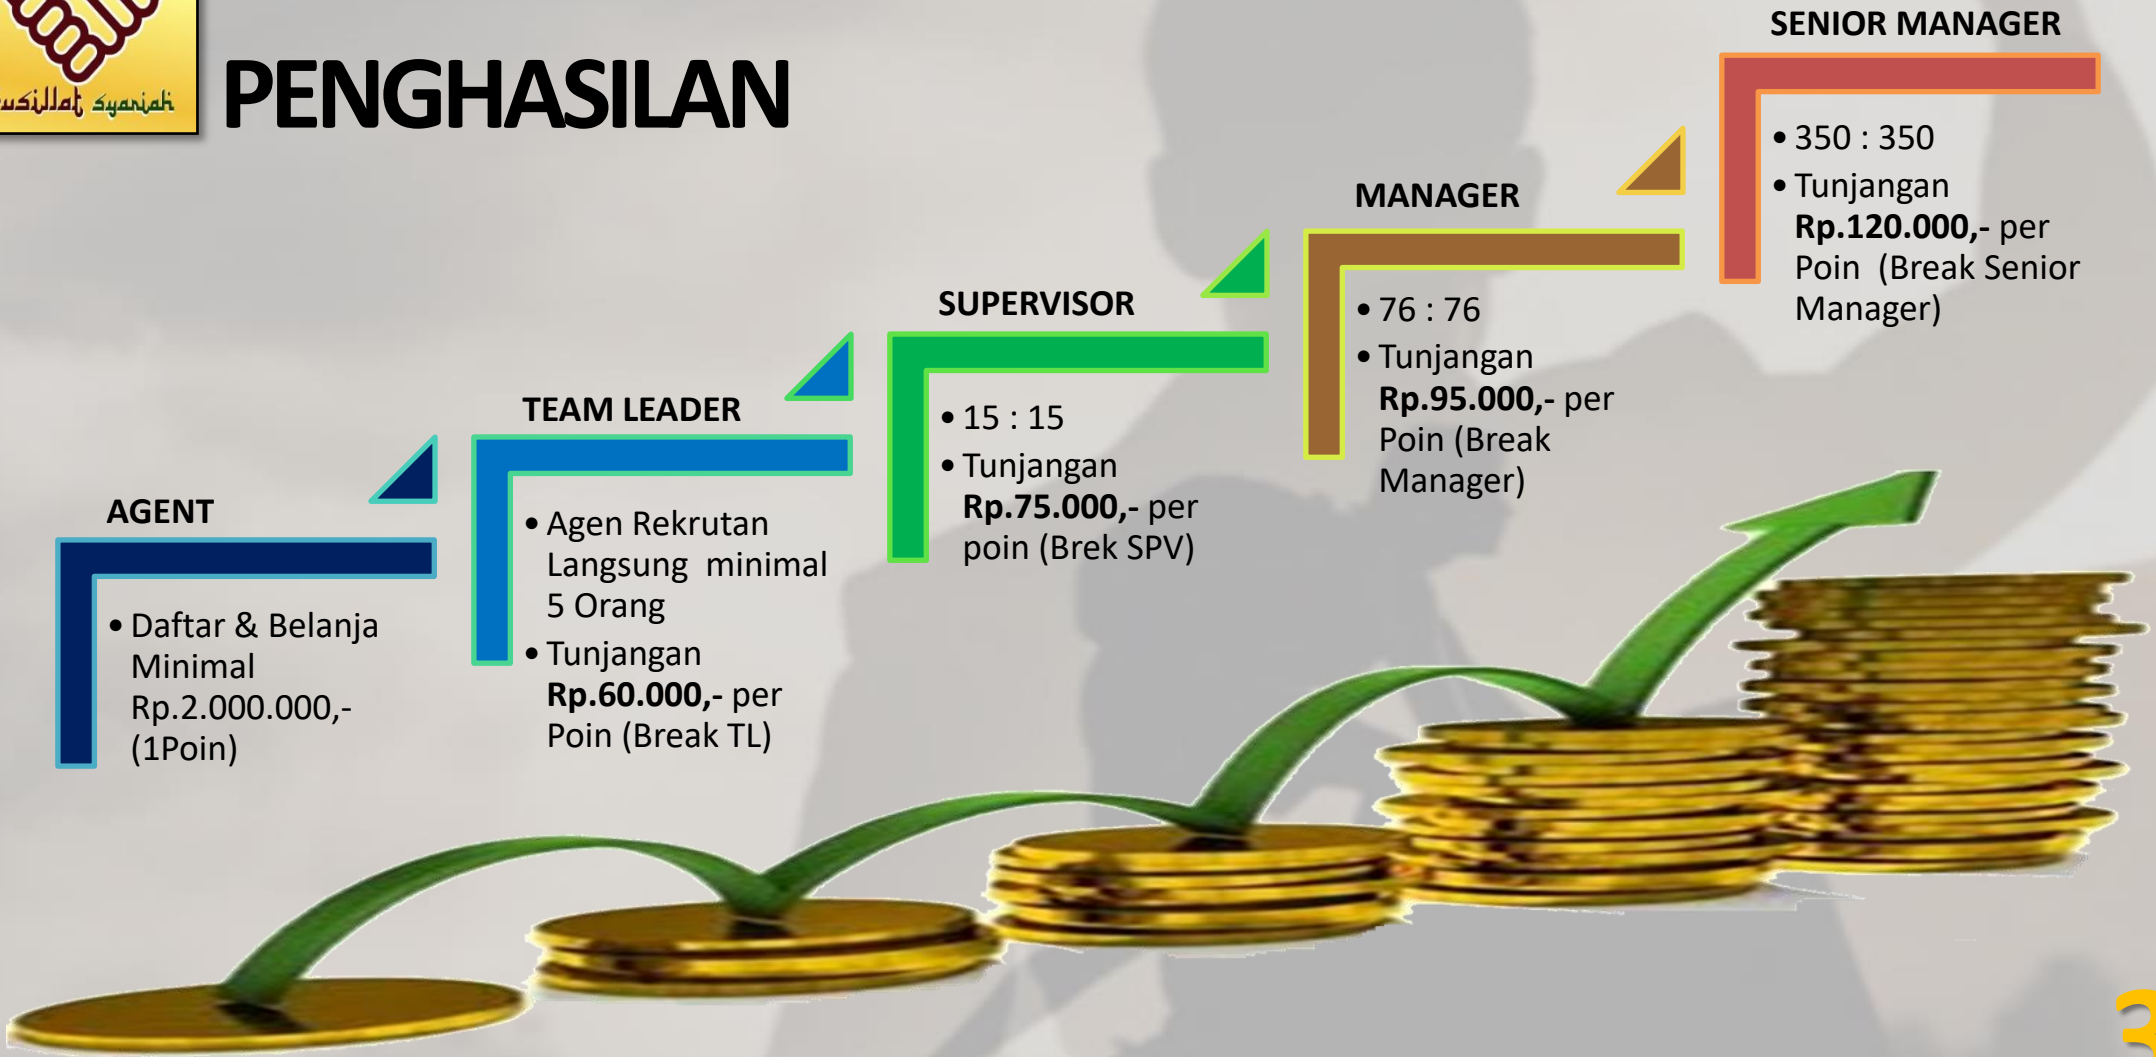 syariah
PENGHASILAN
AGENT
• Daftar & Belanja
Minimal
Rp.2.000.000,-
(1Poin)
TEAM LEADER
• Agen Rekrutan
Langsung minimal
5 Orang
• Tunjangan
Rp.60.000,- per
Poin (Break TL)
SUPERVISOR
• 15 : 15
• Tunjangan
Rp.75.000,- per
poin (Brek SPV)
MANAGER
• 76 : 76
• Tunjangan
Rp.95.000,- per
Poin (Break
Manager)
SENIOR MANAGER
• 350 : 350
• Tunjangan
Rp.120.000,- per
Poin (Break Senior
Manager)